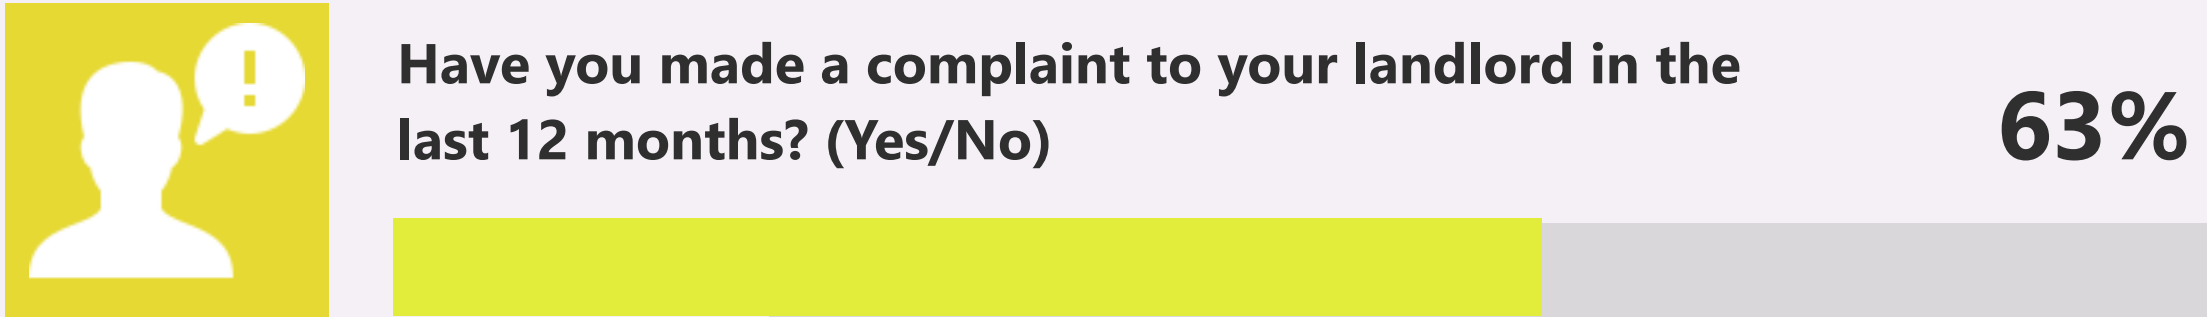 Have you made a complaint to your landlord in the
last 12 months? (Yes/No)
63%